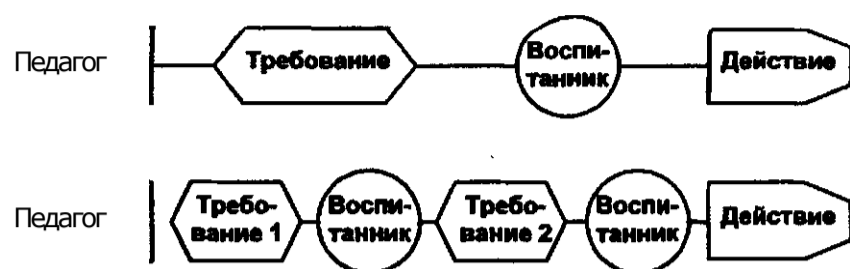 Педагог Требование Воспи- Действие
танник
Педагог Требо- Воспи- Требо- Воспи- Действие
вание 1 танник вание 2 танник